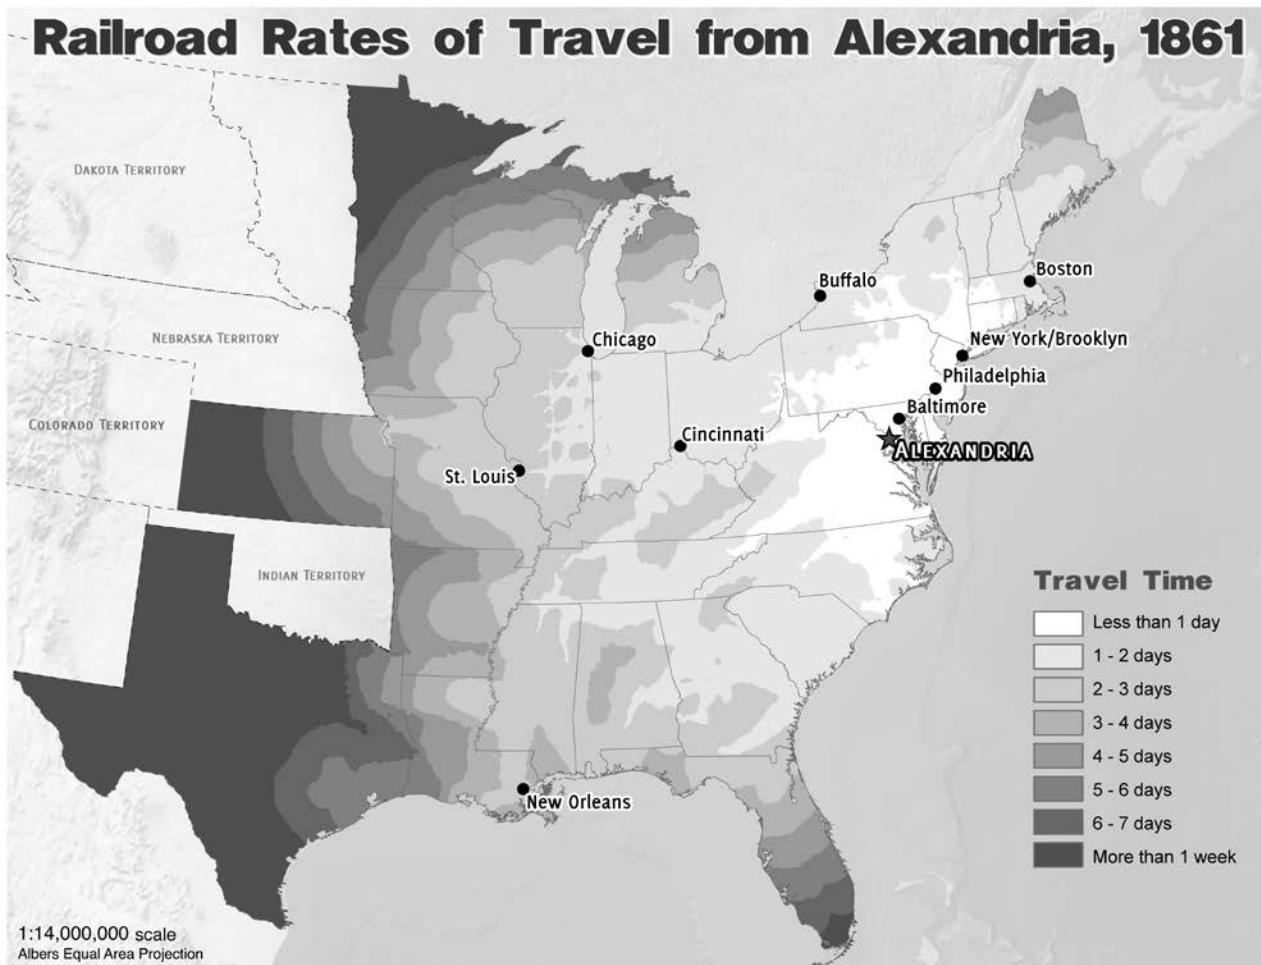 Railroad Rates of Travel from Alexandria, 1861
DAKOTA TERRITORY
NEBRASKA TERRITORY
COLORADO TERRITORY
INDIAN TERRITORY
Buffalo
Boston
Chicago
New York/Brooklyn
Philadelphia
Baltimore
Cincinnati
ALEXANDRIA
St. Louis
New Orleans
Travel Time
Less than 1 day
1 - 2 days
2 - 3 days
3 - 4 days
4 - 5 days
5 - 6 days
6 - 7 days
More than 1 week
1:14,000,000 scale
Albers Equal Area Projection